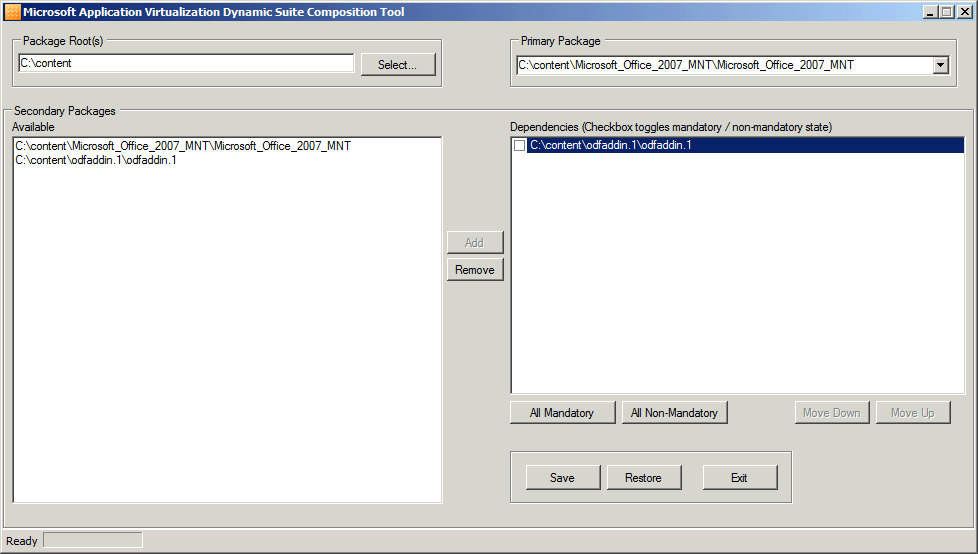 Microsoft Application Virtualization Dynamic Suite Composition Tool
Package Root(s)
C:\content
Select...
Primary Package
C:\content\Microsoft_Office_2007_MNT\Microsoft_Office_2007_MNT
Secondary Packages
Available
C:\content\Microsoft_Office_2007_MNT\Microsoft_Office_2007_MNT
C:\content\odfaddin.1\odfaddin.1
Add
Remove
Dependencies (Checkbox toggles mandatory / non-mandatory state)
C:\content\odfaddin.1\odfaddin.1
All Mandatory
All Non-Mandatory
Move Down
Move Up
Save
Restore
Exit
Ready